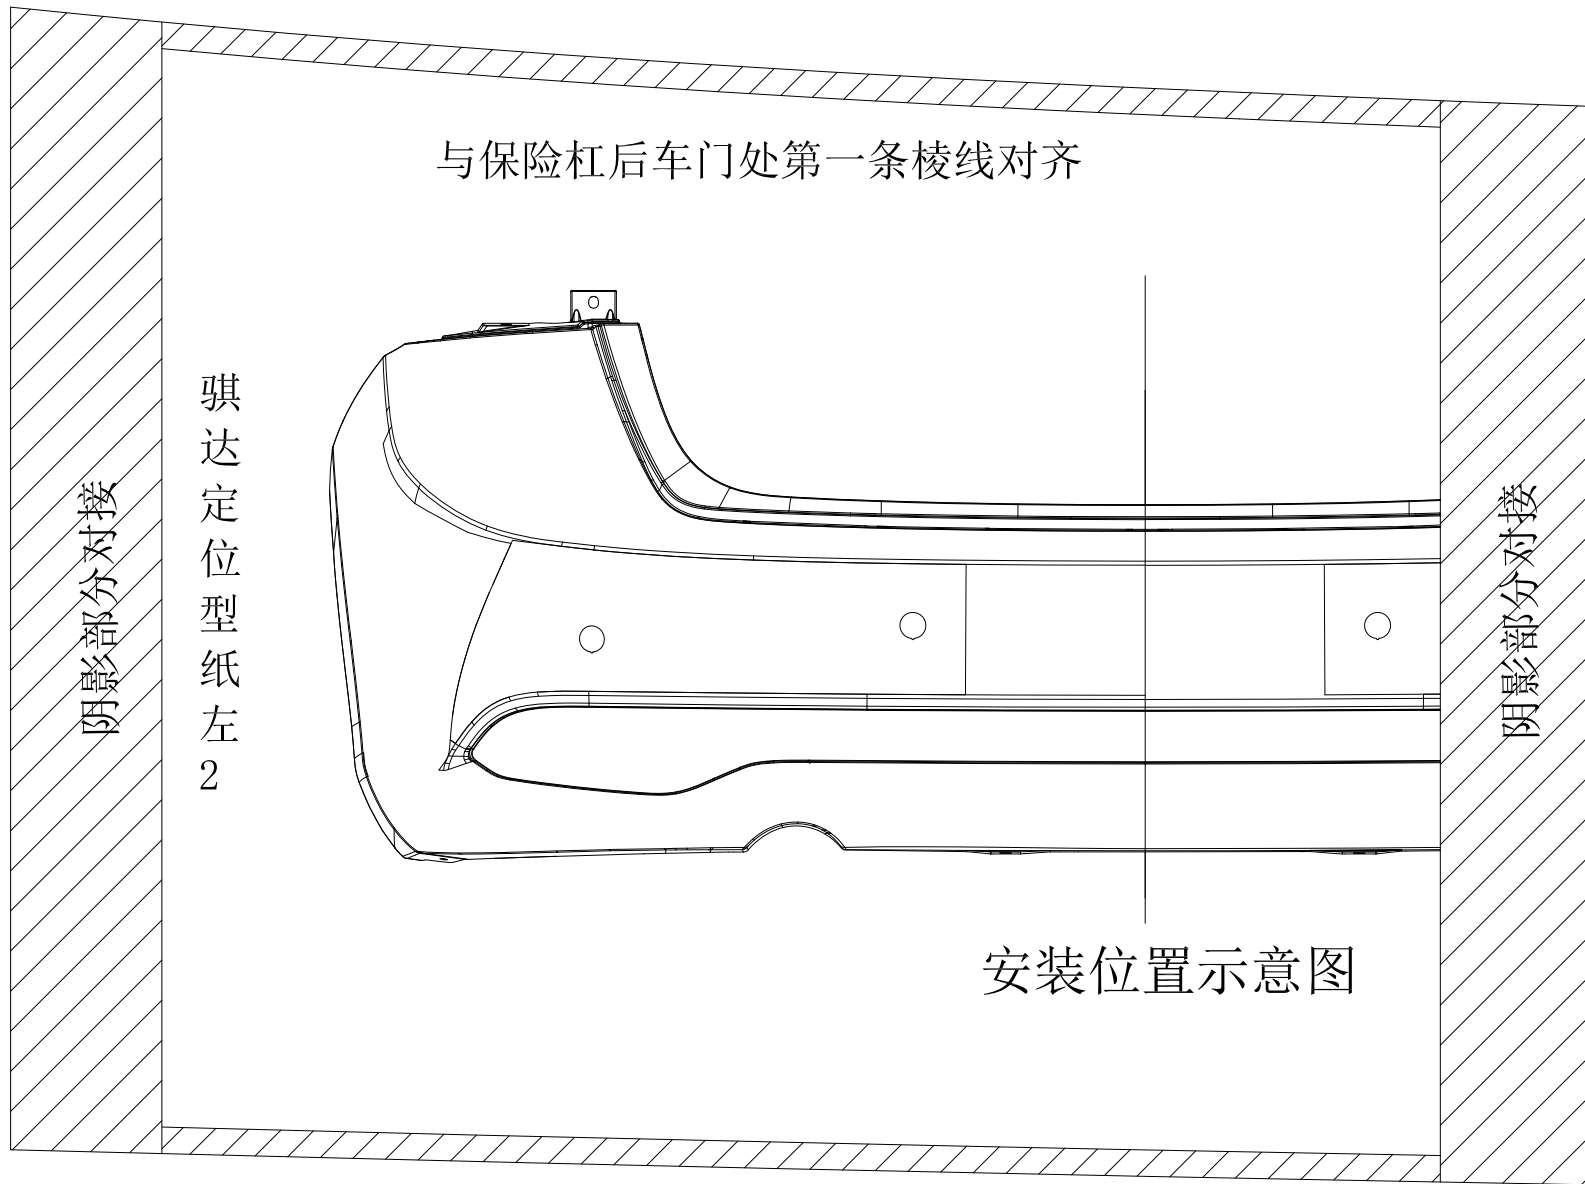 与保险杠后车门处第一条棱线对齐
阴影部分对接
骐达定位型纸左2
阴影部分对接
安装位置示意图